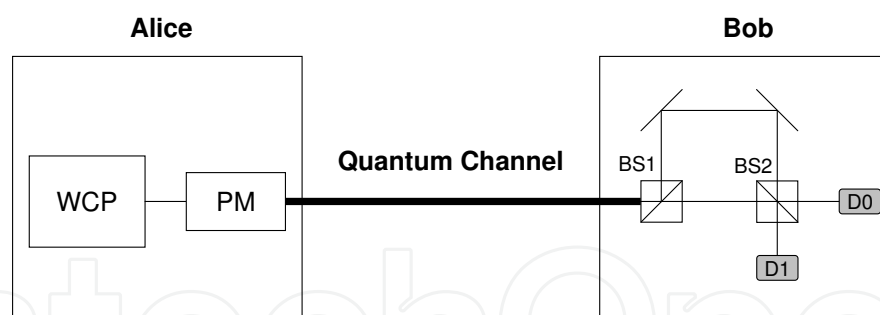 Alice
Bob
Quantum Channel
WCP
PM
BS1
BS2
D0
D1